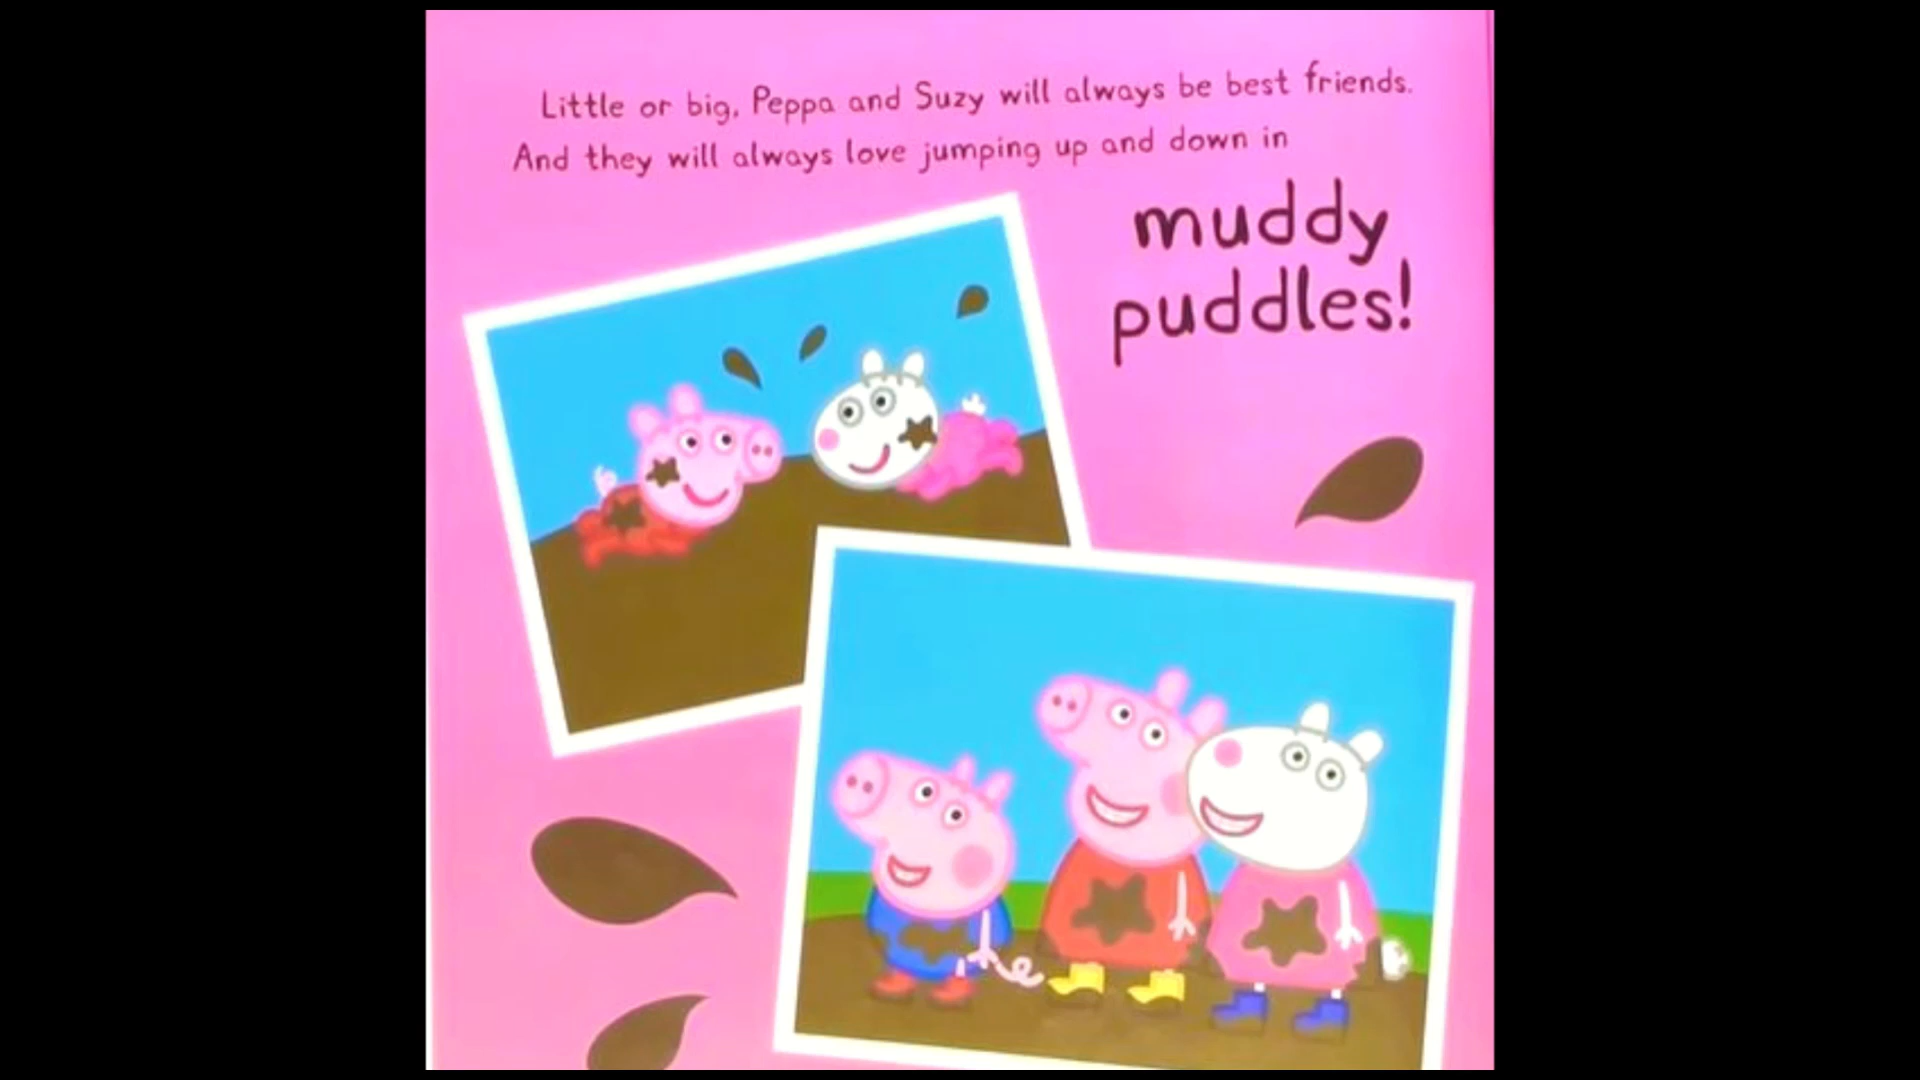 Little or big, Peppa and Suzy will always be best friends.
And they will always love jumping up and down in
muddy
puddles!